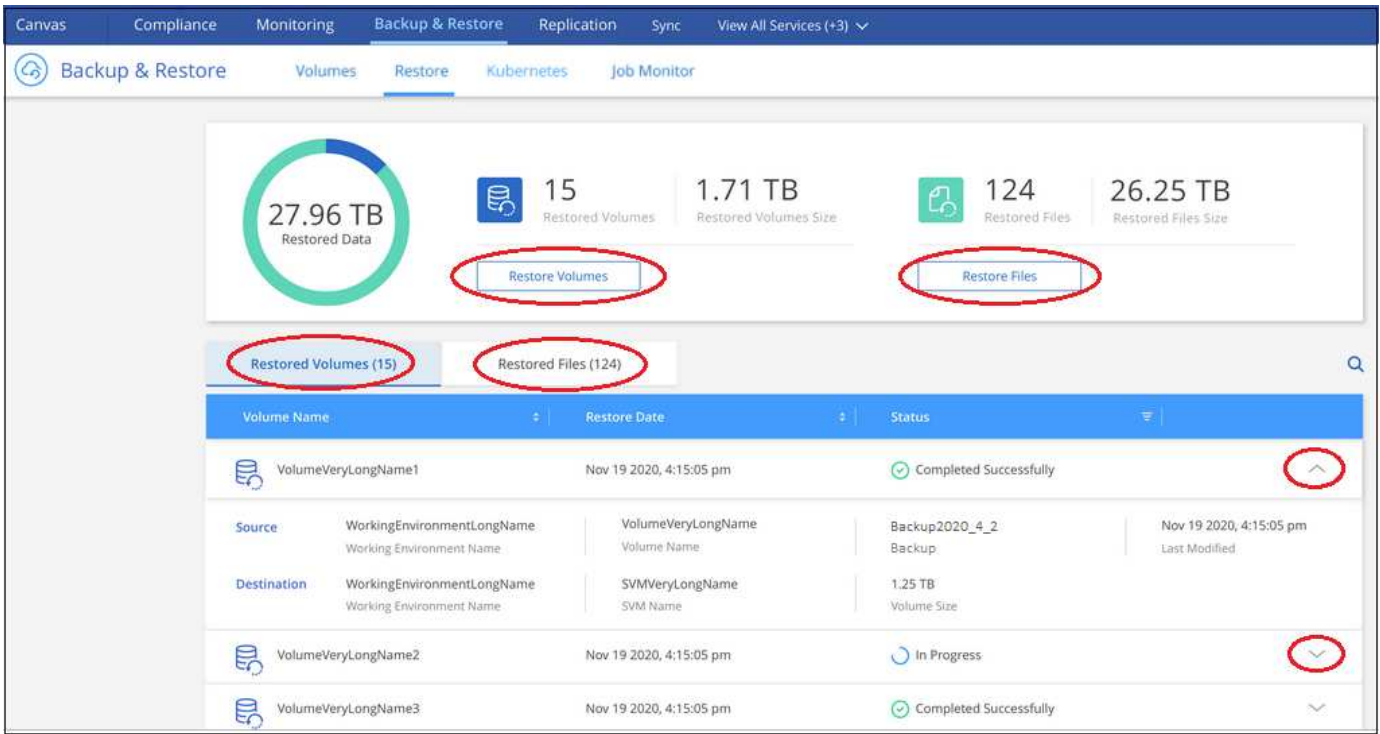 Canvas Compliance Monitoring Backup & Restore Replication Sync View All Services (+3)
Backup & Restore Volumes Restore Kubernetes Job Monitor
27.96 TB
Restored Data
15
Restored Volumes
1.71 TB
Restored Volumes Size
Restore Volumes
124
Restored Files
26.25 TB
Restored Files Size
Restore Files
Restored Volumes (15) Restored Files (124)
Volume Name Restore Date Status
VolumeVeryLongName1 Nov 19 2020, 4:15:05 pm Completed Successfully
Source WorkingEnvironmentLongName VolumeVeryLongName Backup2020_4_2 Nov 19 2020, 4:15:05 pm
Working Environment Name Volume Name Backup Last Modified
Destination WorkingEnvironmentLongName SVMVeryLongName 1.25 TB
Working Environment Name SVM Name Volume Size
VolumeVeryLongName2 Nov 19 2020, 4:15:05 pm In Progress
VolumeVeryLongName3 Nov 19 2020, 4:15:05 pm Completed Successfully